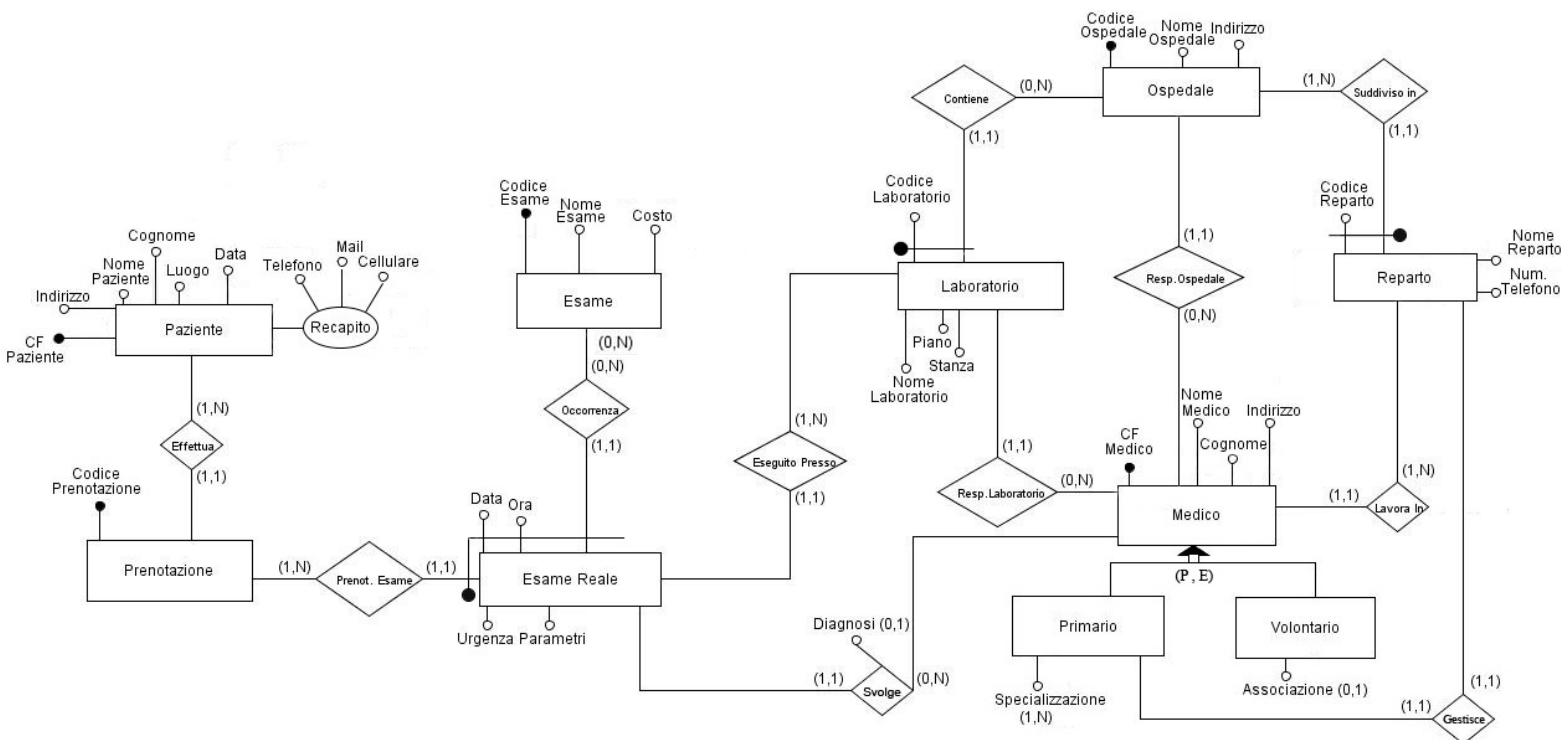 Codice
Ospedale
Nome
Ospedale
Indirizzo
Contiene
(0,N)
Ospedale
(1,N)
Suddiviso in
(1,1)
(1,1)
Codice
Laboratorio
Codice
Reparto
Codice
Esame
Nome
Esame
Costo
Nome
Reparto
Num.
Telefono
Cognome
Nome
Paziente
Luogo
Data
Indirizzo
Telefono
Mail
Cellulare
Paziente
Recapito
CF
Paziente
Esame
Laboratorio
(1,1)
Resp.Ospedale
(0,N)
Reparto
Piano
Stanza
Nome
Laboratorio
(0,N)
(0,N)
Occorrenza
(1,1)
(1,N)
Effettua
(1,1)
(1,N)
Eseguito Presso
(1,1)
(1,1)
Resp.Laboratorio
(0,N)
CF
Medico
Nome
Medico
Cognome
Indirizzo
Medico
(1,1)
(1,N)
Lavora In
Codice
Prenotazione
Prenotazione
(1,N)
Prenot. Esame
(1,1)
Data
Ora
Esame Reale
Urgenza
Parametri
(P, E)
Primario
Volontario
Diagnosi (0,1)
(1,1)
Svolge
(0,N)
Specializzazione
(1,N)
Associazione (0,1)
(1,1)
(1,1)
Gestisce